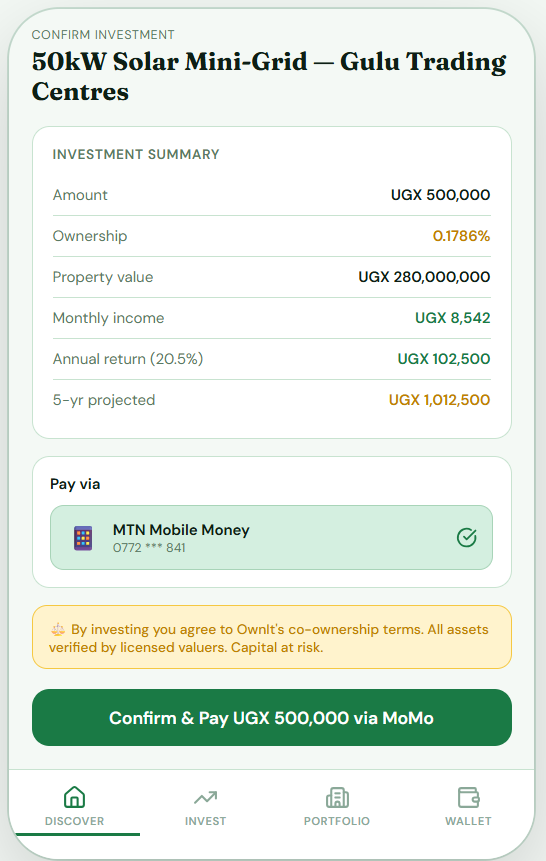 CONFIRM INVESTMENT
50kW Solar Mini-Grid — Gulu Trading
Centres
INVESTMENT SUMMARY
Amount UGX 500,000
Ownership 0.1786%
Property value UGX 280,000,000
Monthly income UGX 8,542
Annual return (20.5%) UGX 102,500
5-yr projected UGX 1,012,500
Pay via
MTN Mobile Money
0772 *** 841
By investing you agree to OwnIt's co-ownership terms. All assets
verified by licensed valuers. Capital at risk.
Confirm & Pay UGX 500,000 via MoMo
DISCOVER INVEST PORTFOLIO WALLET